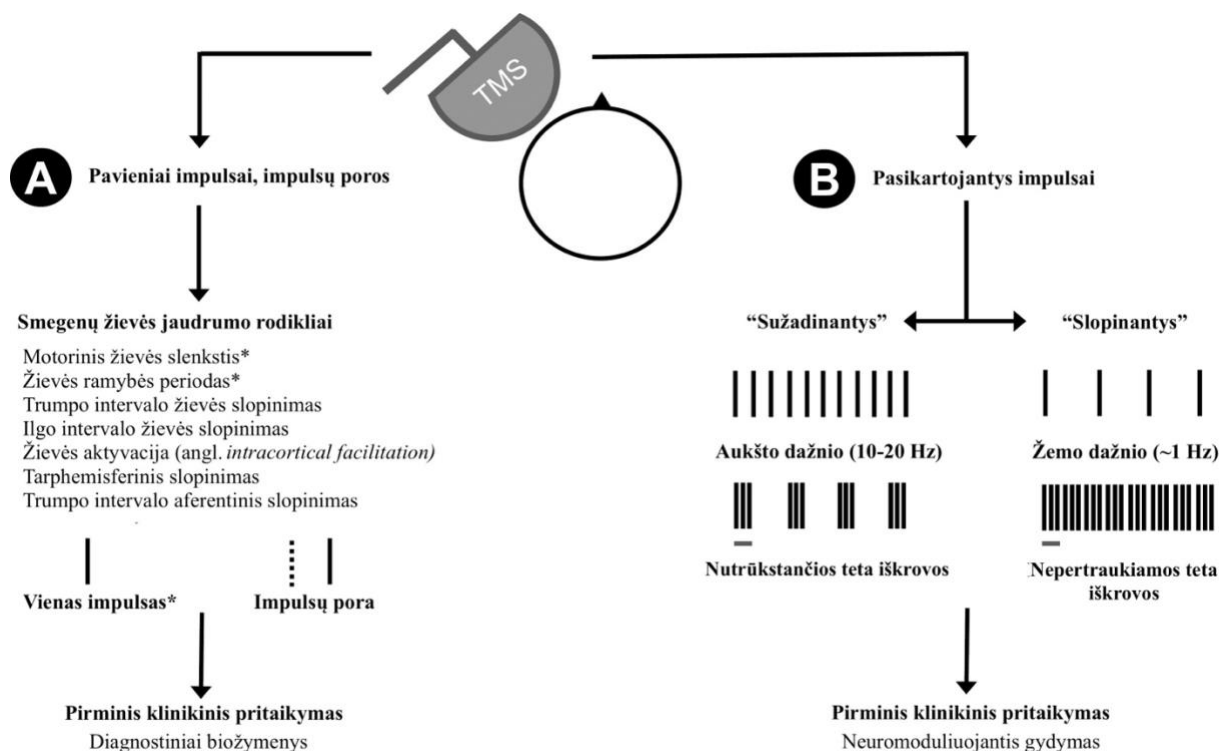 TMS
A
Pavieniai impulsai, impulsų poros
Smegenų žievės jaudrumo rodikliai
Motorinis žievės slenkstis*
Žievės ramybės periodas*
Trumpo intervalo žievės slopinimas
Ilgo intervalo žievės slopinimas
Žievės aktyvacija (angl. intracortical facilitation)
Tarphemisferinis slopinimas
Trumpo intervalo aferentinis slopinimas
Vienas impulsas*
Impulsų pora
Pirminis klinikinis pritaikymas
Diagnostiniai biožymenys
B
Pasikartojantys impulsai
“Sužadinantys”
“Slopinantys”
Aukšto dažnio (10-20 Hz)
Žemo dažnio (~1 Hz)
Nutrūkstančios teta iškrovos
Nepertraukiamos teta
iškrovos
Pirminis klinikinis pritaikymas
Neuromoduliuojantis gydymas